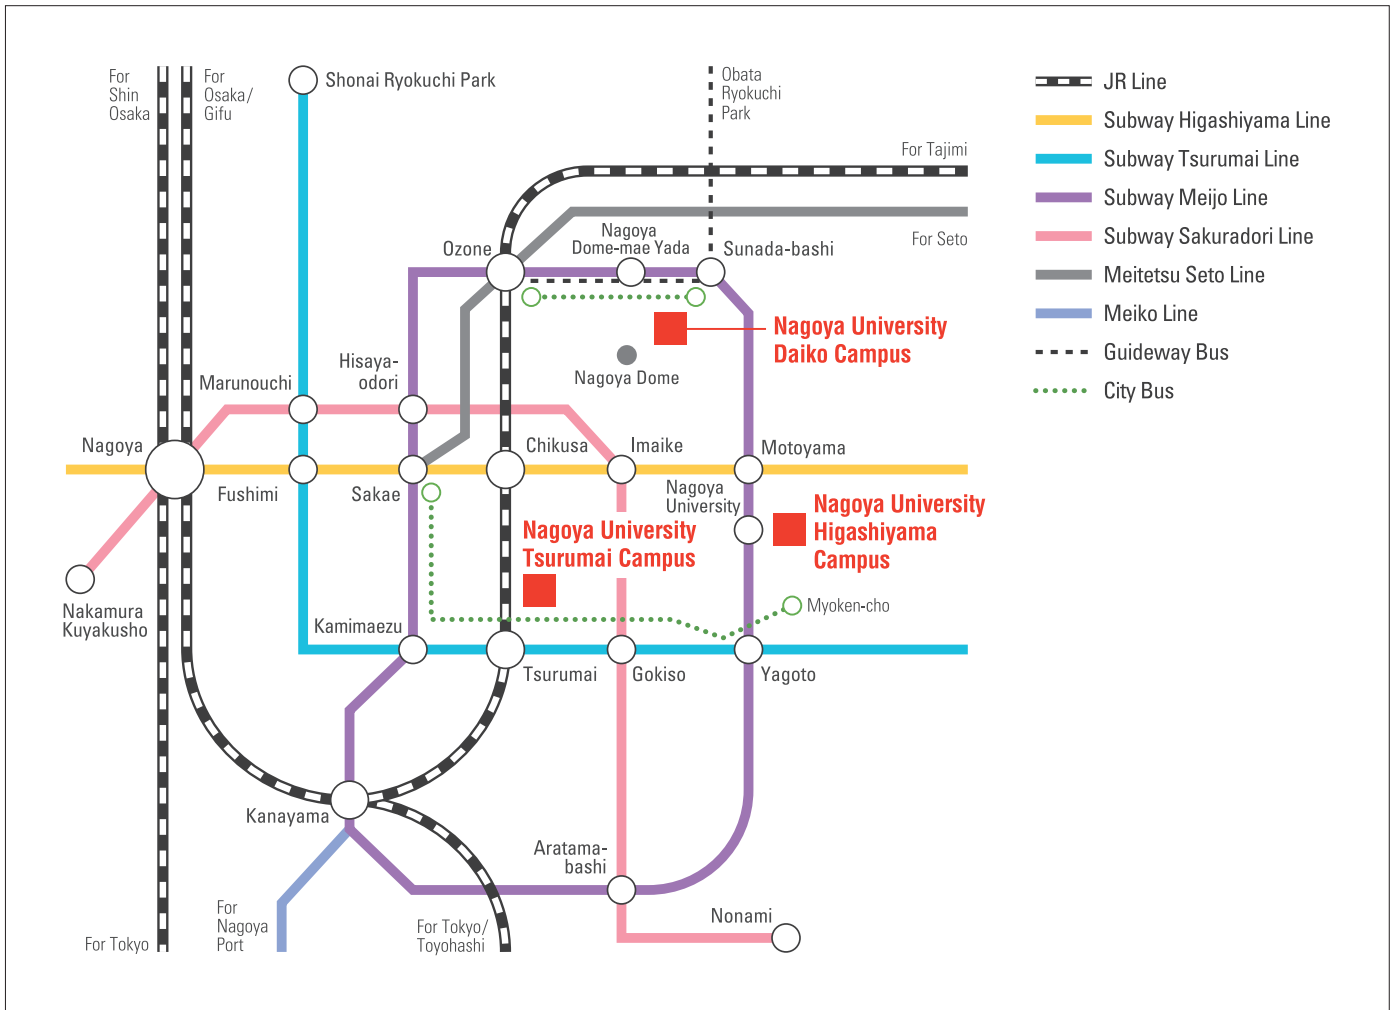 For
Shin
Osaka
For
Osaka/
Gifu
Shonai Ryokuchi Park
Obata
Ryokuchi
Park
For Tajimi
For Seto
Ozone
Nagoya
Dome-mae Yada
Sunada-bashi
Nagoya University
Daiko Campus
Nagoya Dome
Hisaya-
odori
Marunouchi
Nagoya
Fushimi
Sakae
Chikusa
Imaike
Motoyama
Nagoya
University
Nagoya University
Higashiyama
Campus
Nagoya University
Tsurumai Campus
Nakamura
Kuyakusho
Kamimaezu
Myoken-cho
Tsurumai
Gokiso
Yagoto
Kanayama
Aratama-
bashi
Nonami
For
Nagoya
Port
For Tokyo
For Tokyo/
Toyohashi
JR Line
Subway Higashiyama Line
Subway Tsurumai Line
Subway Meijo Line
Subway Sakuradori Line
Meitetsu Seto Line
Meiko Line
Guideway Bus
City Bus